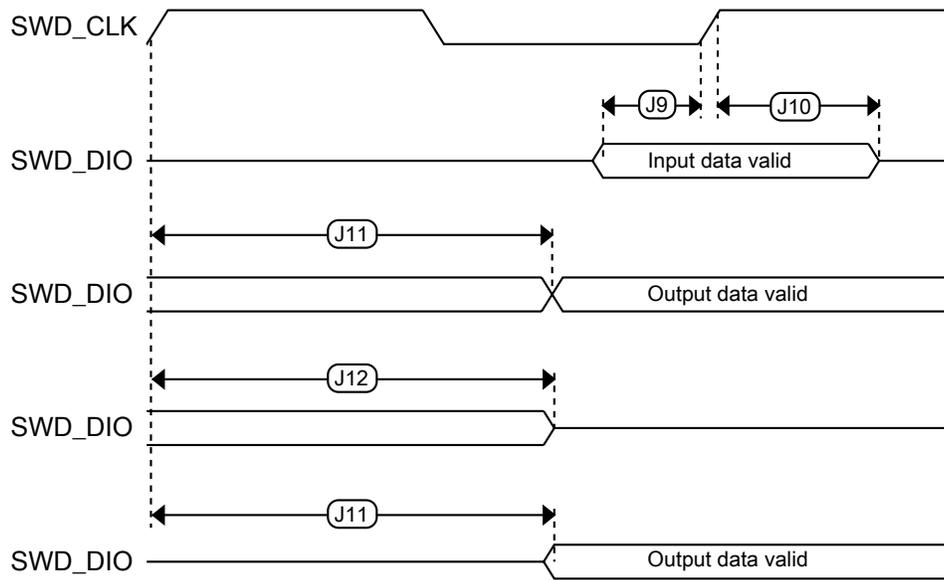 SWD_CLK
J9
J10
SWD_DIO
Input data valid
J11
SWD_DIO
Output data valid
J12
SWD_DIO
J11
SWD_DIO
Output data valid